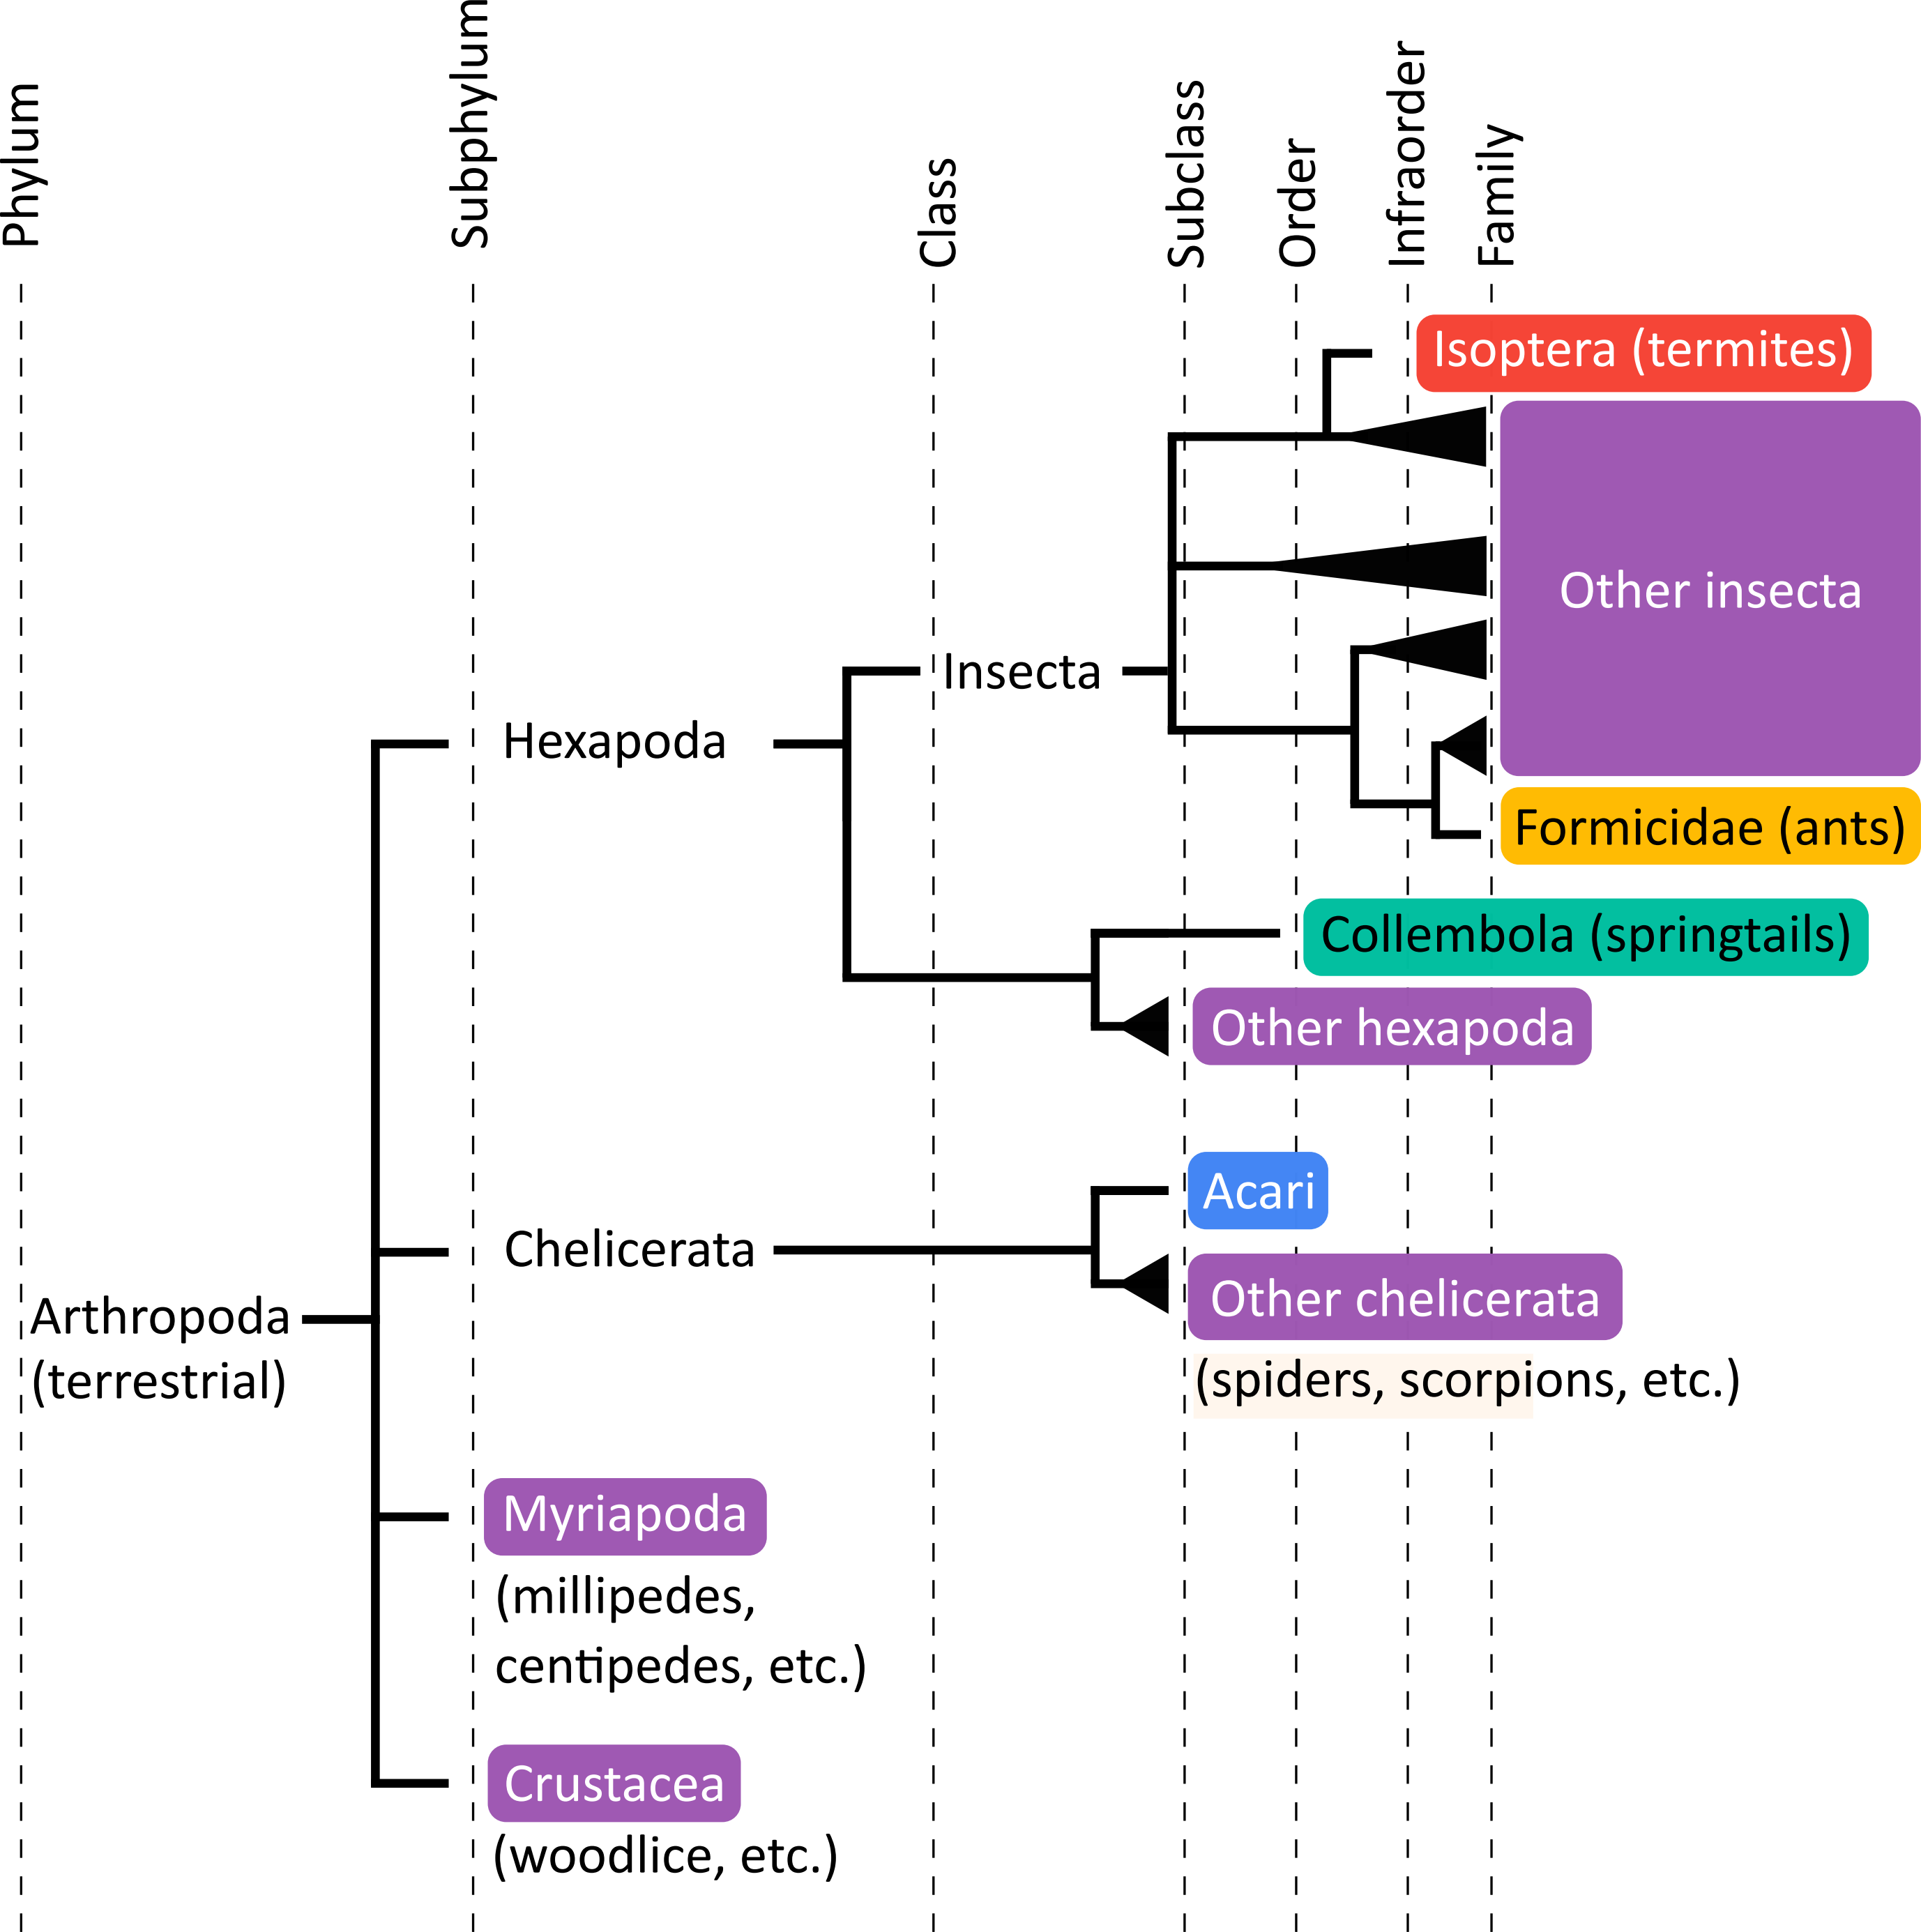 Phylum
Subphylum
Class
Subclass
Order
Infraorder
Family
Isoptera (termites)
Other insecta
Insecta
Hexapoda
Formicidae (ants)
Collembola (springtails)
Other hexapoda
Acari
Chelicerata
Other chelicerata
(spiders, scorpions, etc.)
Arthropoda
(terrestrial)
Myriapoda
(millipedes,
centipedes, etc.)
Crustacea
(woodlice, etc.)